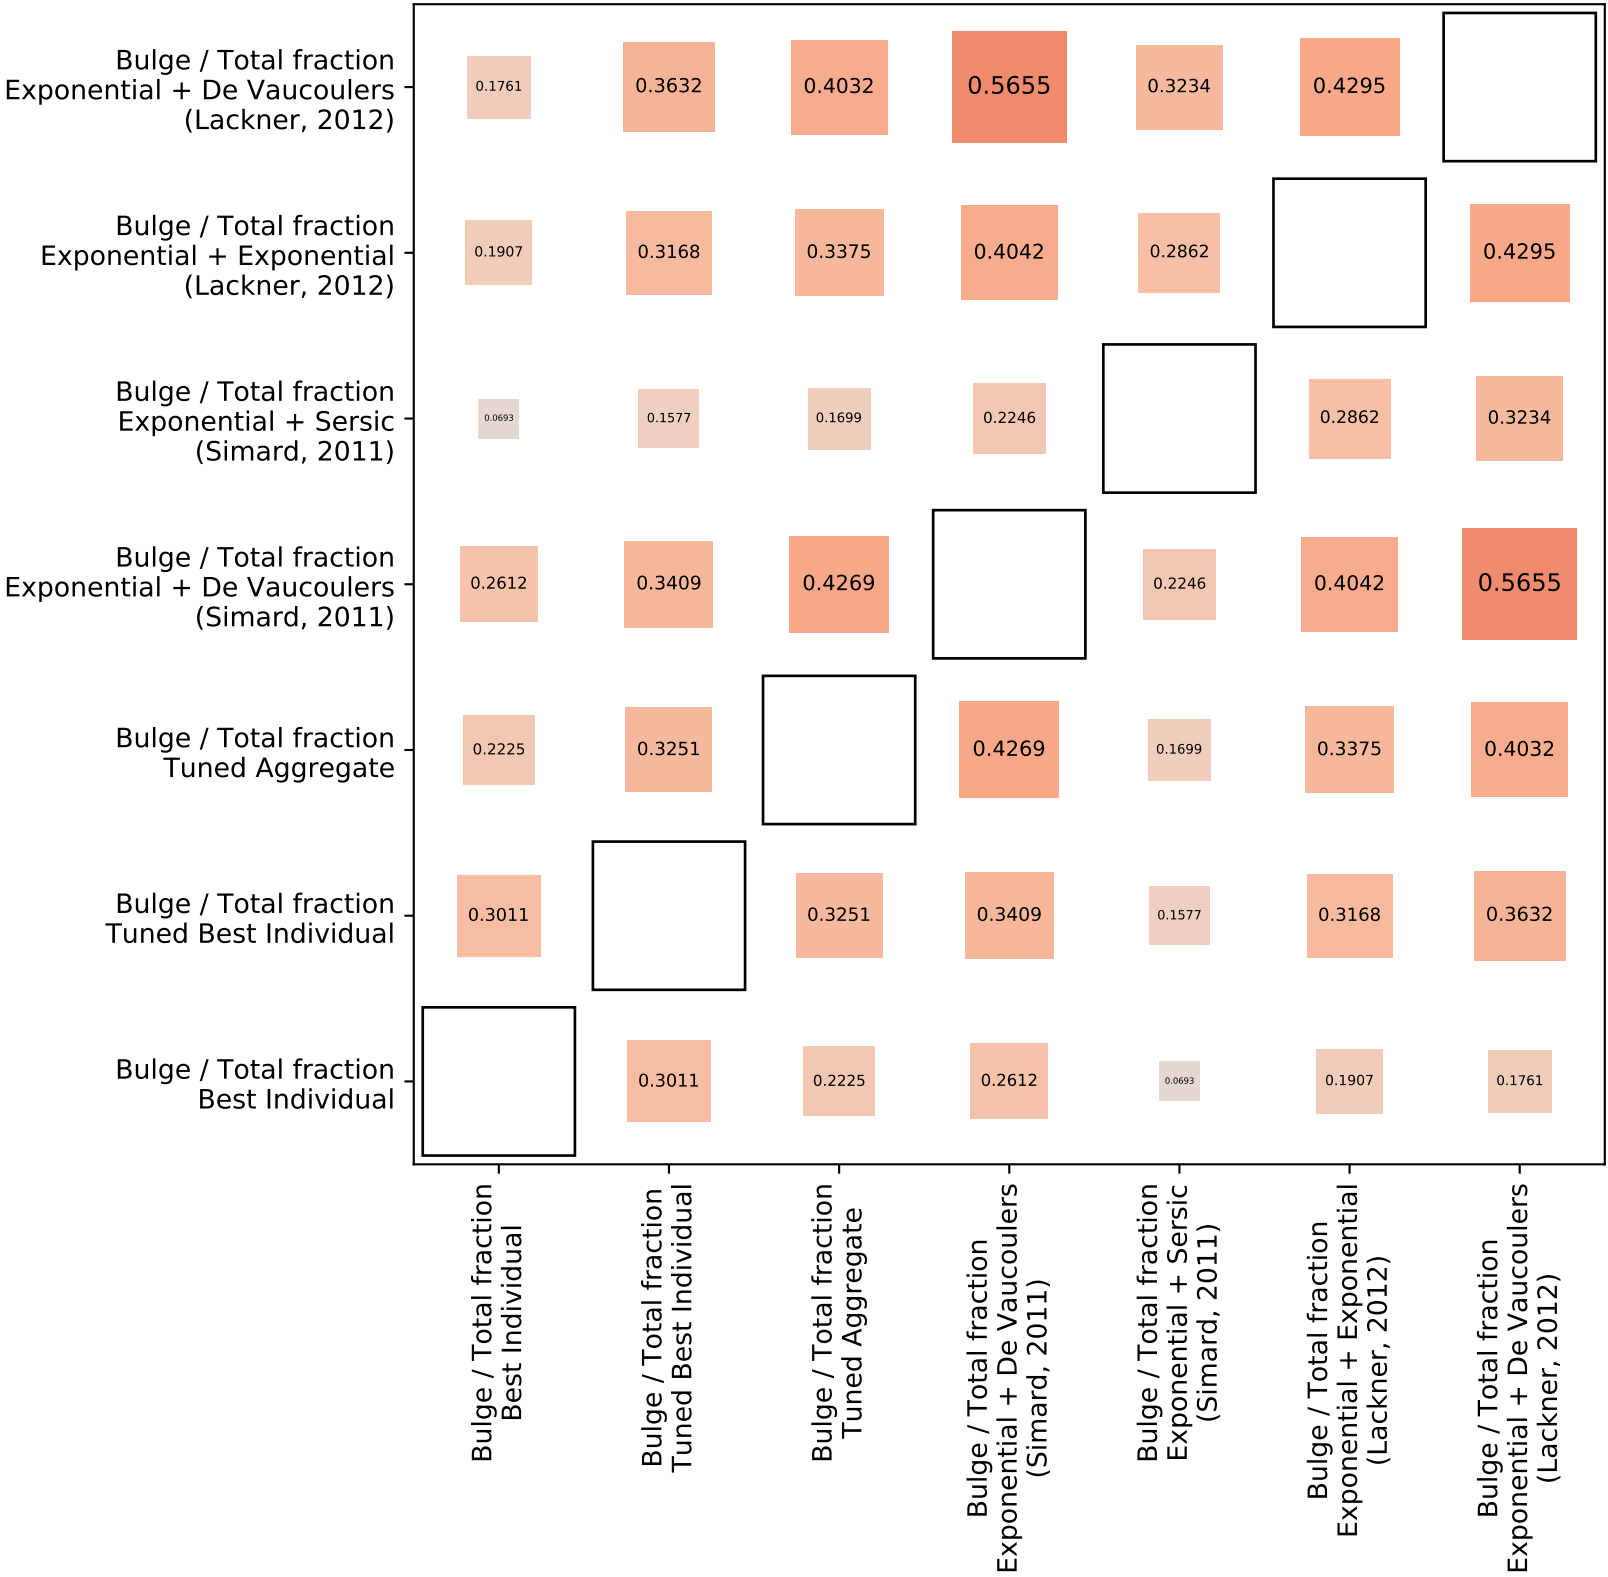 Bulge / Total fraction
Exponential + De Vaucoulers
(Lackner, 2012)
0.1761
0.3632
0.4032
0.5655
0.3234
0.4295
Bulge / Total fraction
Exponential + Exponential
(Lackner, 2012)
0.1907
0.3168
0.3375
0.4042
0.2862
0.4295
Bulge / Total fraction
Exponential + Sersic
(Simard, 2011)
0.0693
0.1577
0.1699
0.2246
0.2862
0.3234
Bulge / Total fraction
Exponential + De Vaucoulers
(Simard, 2011)
0.2612
0.3409
0.4269
0.2246
0.4042
0.5655
Bulge / Total fraction
Tuned Aggregate
0.2225
0.3251
0.4269
0.1699
0.3375
0.4032
Bulge / Total fraction
Tuned Best Individual
0.3011
0.3251
0.3409
0.1577
0.3168
0.3632
Bulge / Total fraction
Best Individual
0.3011
0.2225
0.2612
0.0693
0.1907
0.1761
Bulge / Total fraction
Best Individual
Bulge / Total fraction
Tuned Best Individual
Bulge / Total fraction
Tuned Aggregate
Bulge / Total fraction
Exponential + De Vaucoulers
(Simard, 2011)
Bulge / Total fraction
Exponential + Sersic
(Simard, 2011)
Bulge / Total fraction
Exponential + Exponential
(Lackner, 2012)
Bulge / Total fraction
Exponential + De Vaucoulers
(Lackner, 2012)